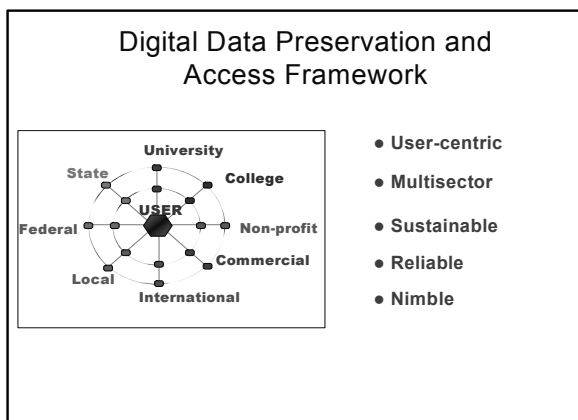 Digital Data Preservation and
Access Framework
University
State
College
USER
Federal
Non-profit
Commercial
Local
International
● User-centric
● Multisector
● Sustainable
● Reliable
● Nimble